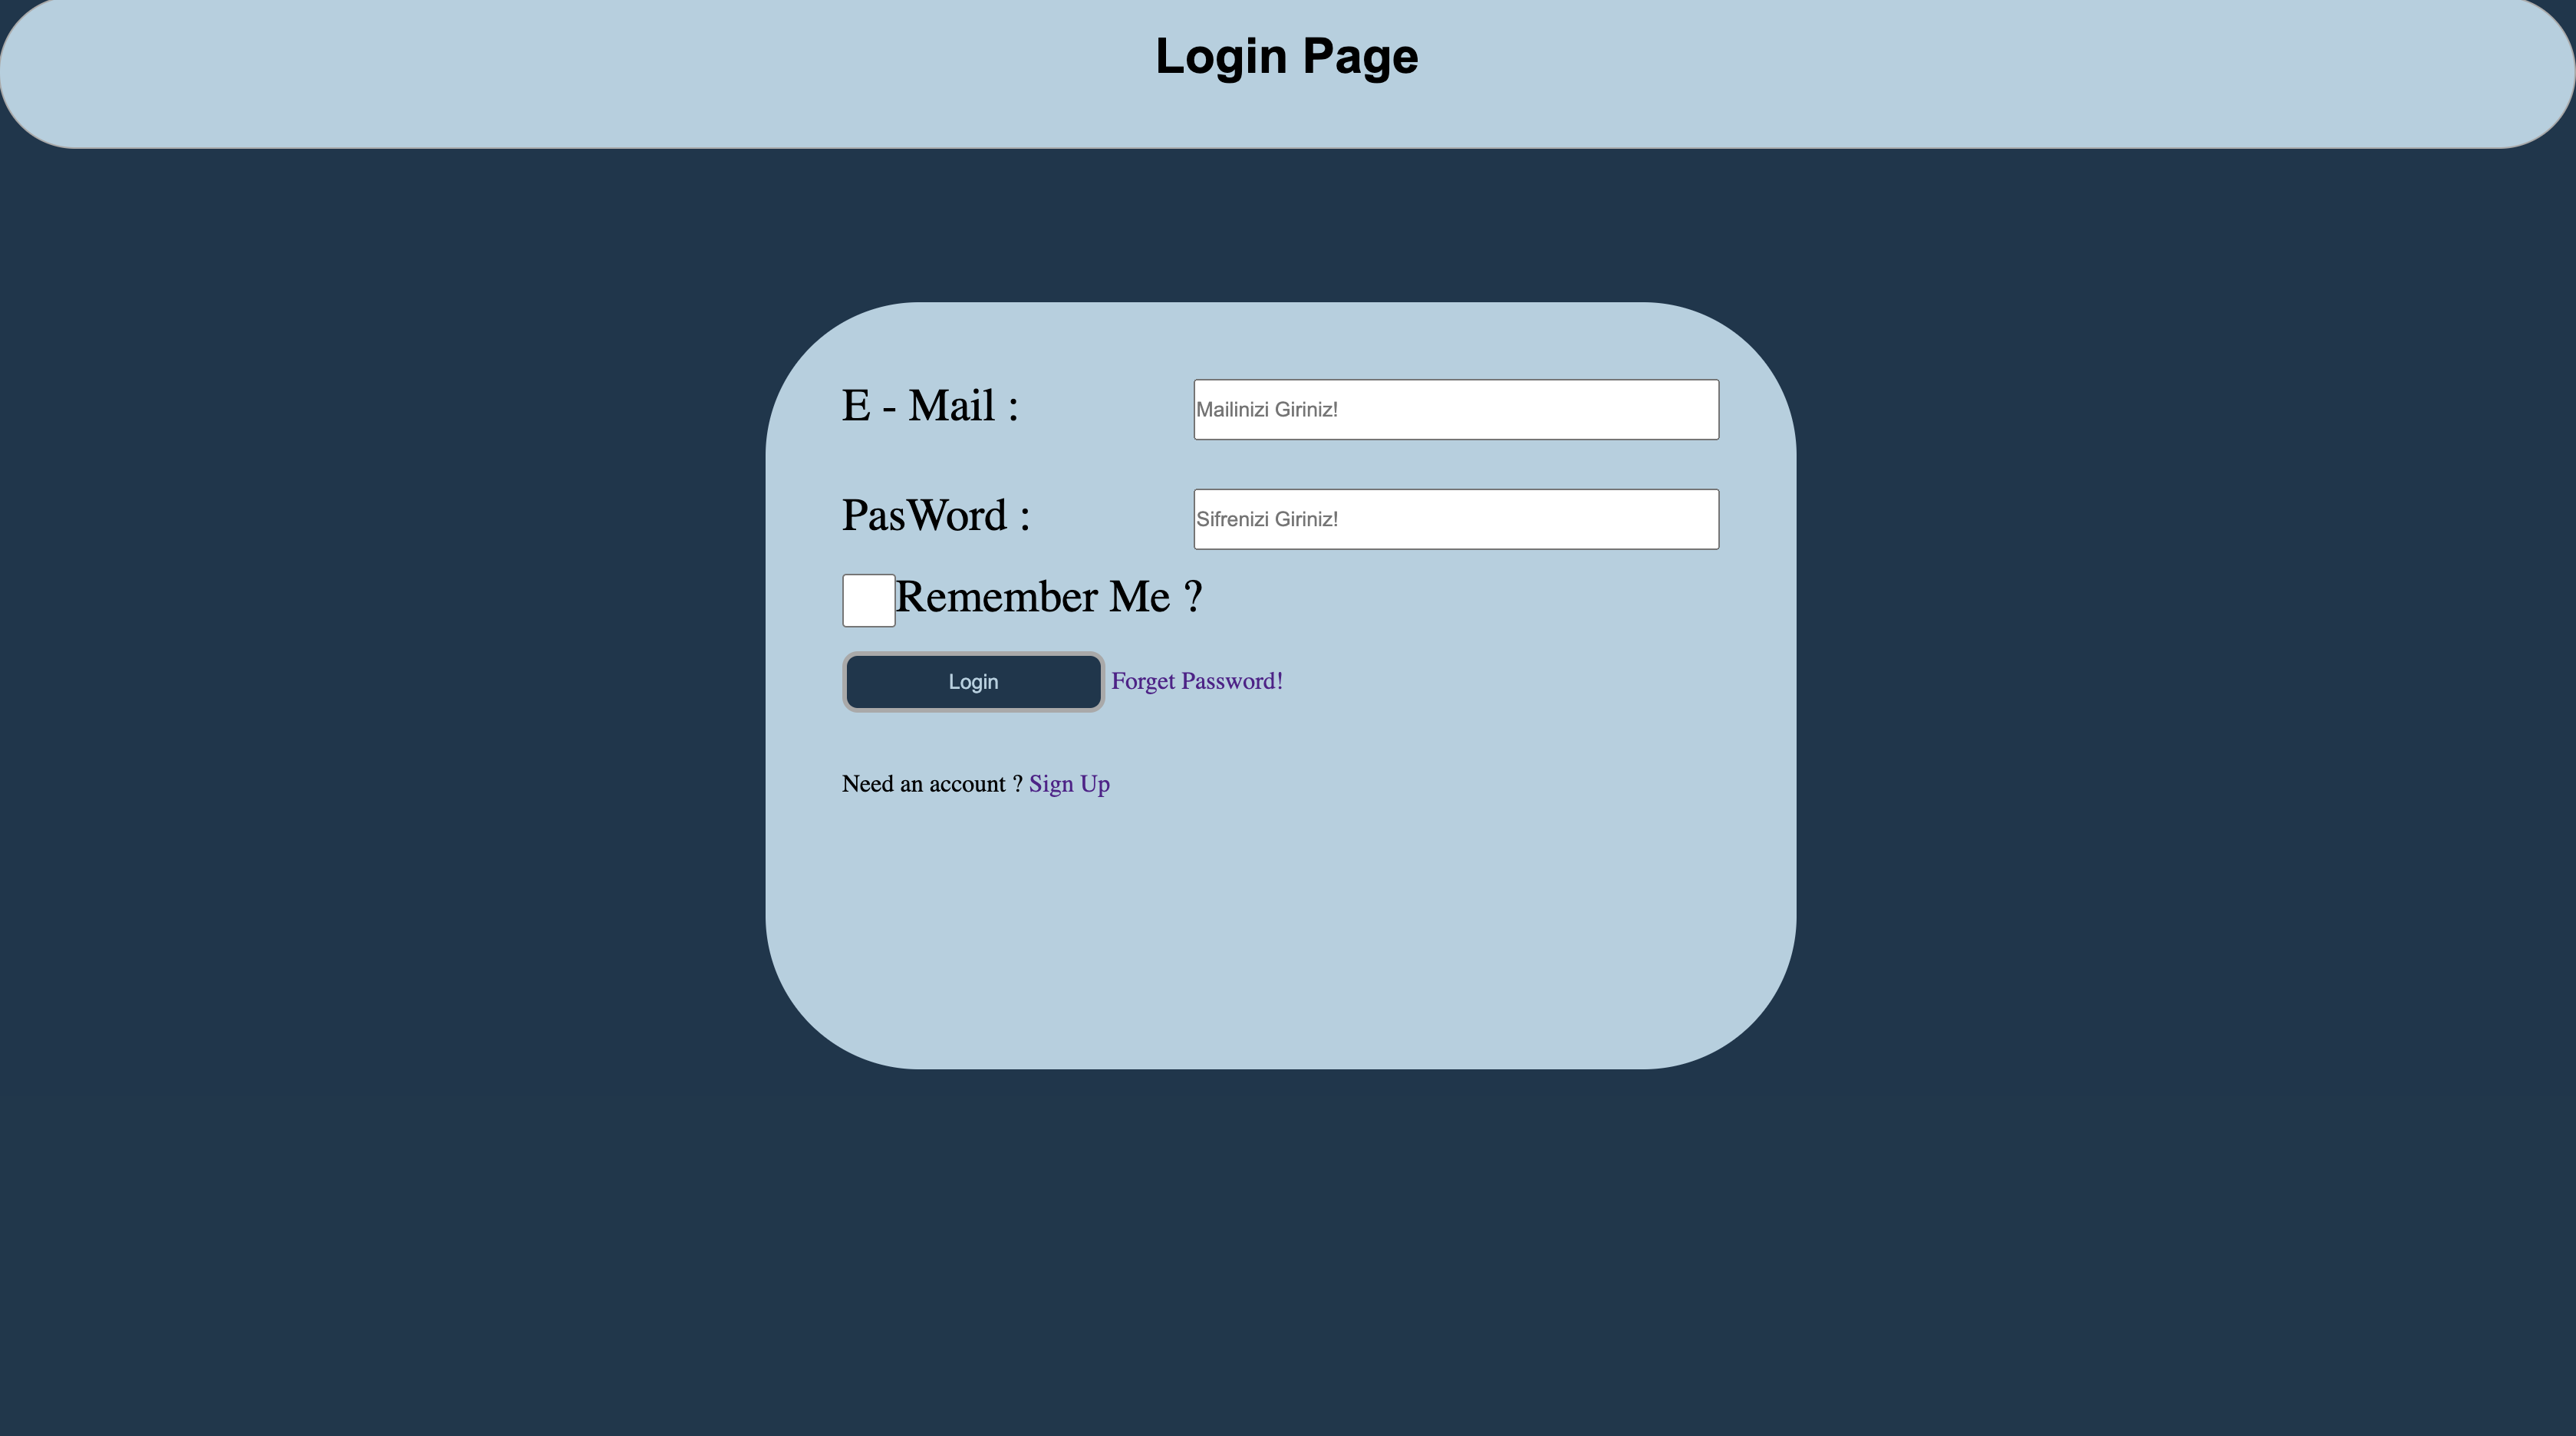 Login Page
E - Mail :
Mailinizi Giriniz!
PasWord :
Sifrenizi Giriniz!
Remember Me ?
Login Forget Password!
Need an account ? Sign Up